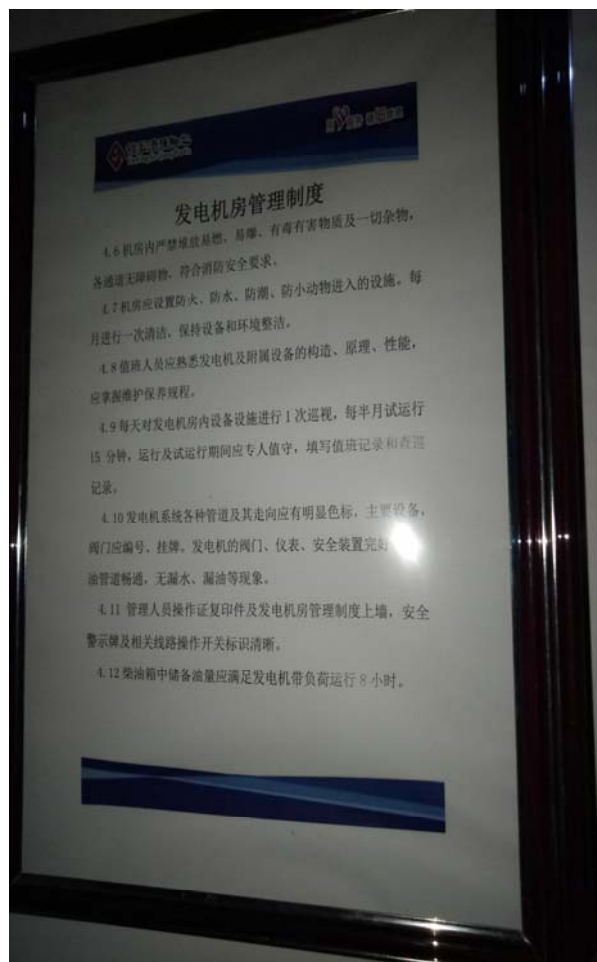 发电机房管理制度
4.6机房内严禁堆放易燃、易爆、有毒有害物质及一切杂物，
各通道无障碍物，符合消防安全要求。
4.7机房应设置防火、防水、防潮、防小动物进入的设施。每
月进行一次清洁，保持设备和环境整洁。
4.8值班人员应熟悉发电机及附属设备的构造、原理、性能，
应掌握维护保养规程。
4.9每天对发电机房内设备设施进行1次巡视，每半月试运行
15 分钟，运行及试运行期间应专人值守，填写值班记录和查巡
记录。
4.10发电机系统各种管道及其走向应有明显色标，主要设备，
阀门应编号、挂牌。发电机的阀门、仪表、安全装置完好
油管道畅通，无漏水、漏油等现象。
4.11 管理人员操作证复印件及发电机房管理制度上墙，安全
警示牌及相关线路操作开关标识清晰。
4.12柴油箱中储备油量应满足发电机带负荷运行8小时。